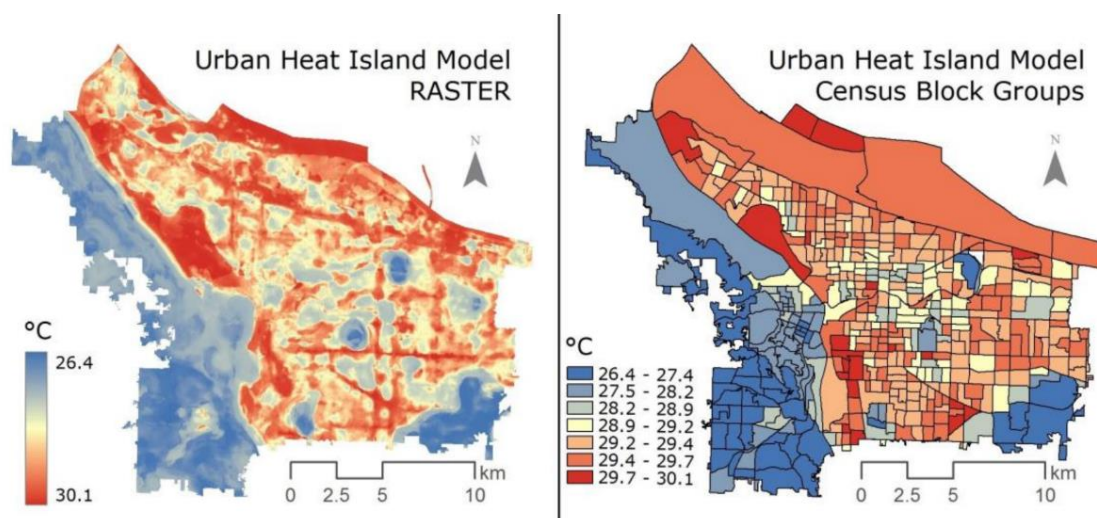 Urban Heat Island Model
RASTER
N
°C
26.4
30.1
km
0 2.5 5 10
Urban Heat Island Model
Census Block Groups
N
°C
26.4 - 27.4
27.5 - 28.2
28.2 - 28.9
28.9 - 29.2
29.2 - 29.4
29.4 - 29.7
29.7 - 30.1
km
0 2.5 5 10